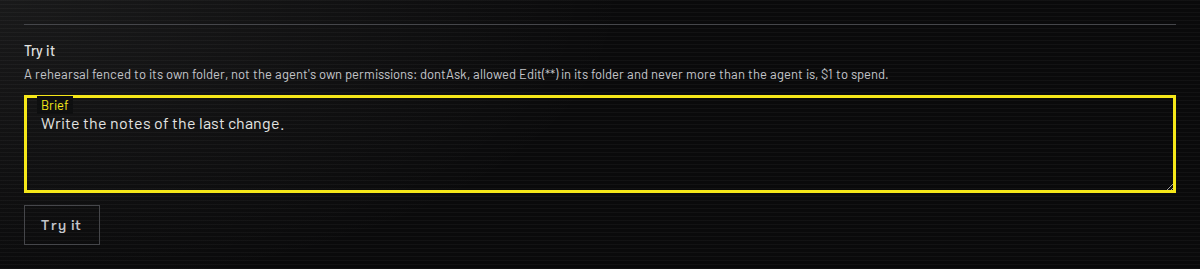 Try it
A rehearsal fenced to its own folder, not the agent's own permissions: dontAsk, allowed Edit(**) in its folder and never more than the agent is, $1 to spend.
Brief
Write the notes of the last change.
Try it